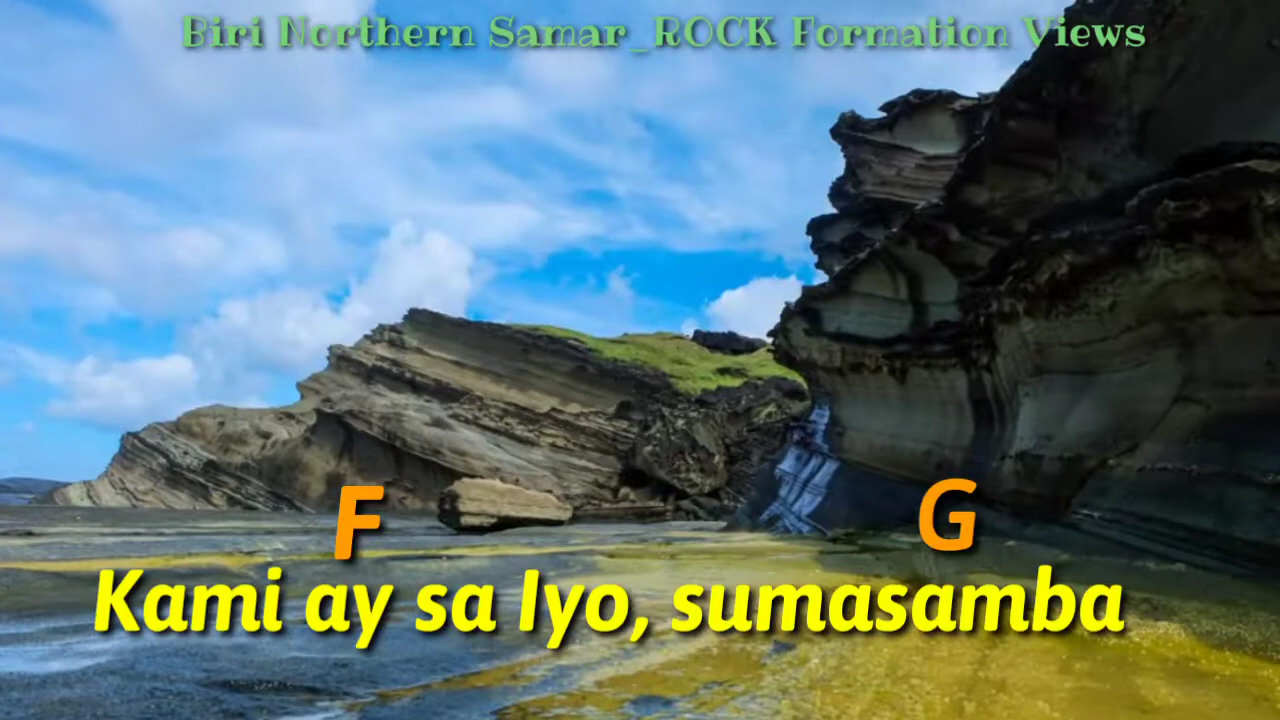 Biri Northern Samar_ROCK Formation Views
F G
Kami ay sa Iyo, sumasamba